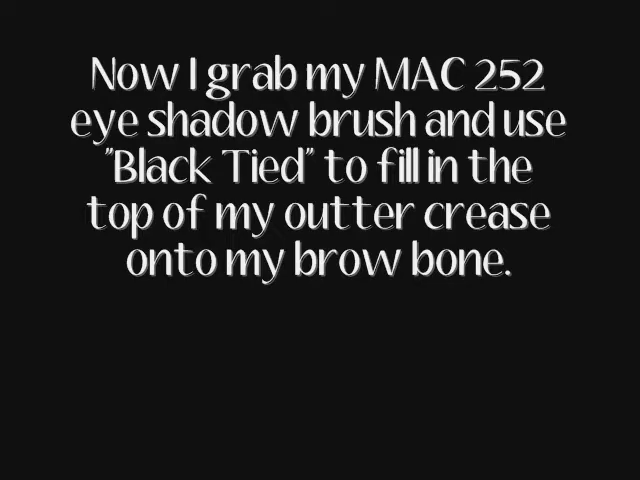 Now I grab my MAC 252
eye shadow brush and use
"Black Tied" to fill in the
top of my outter crease
onto my brow bone.